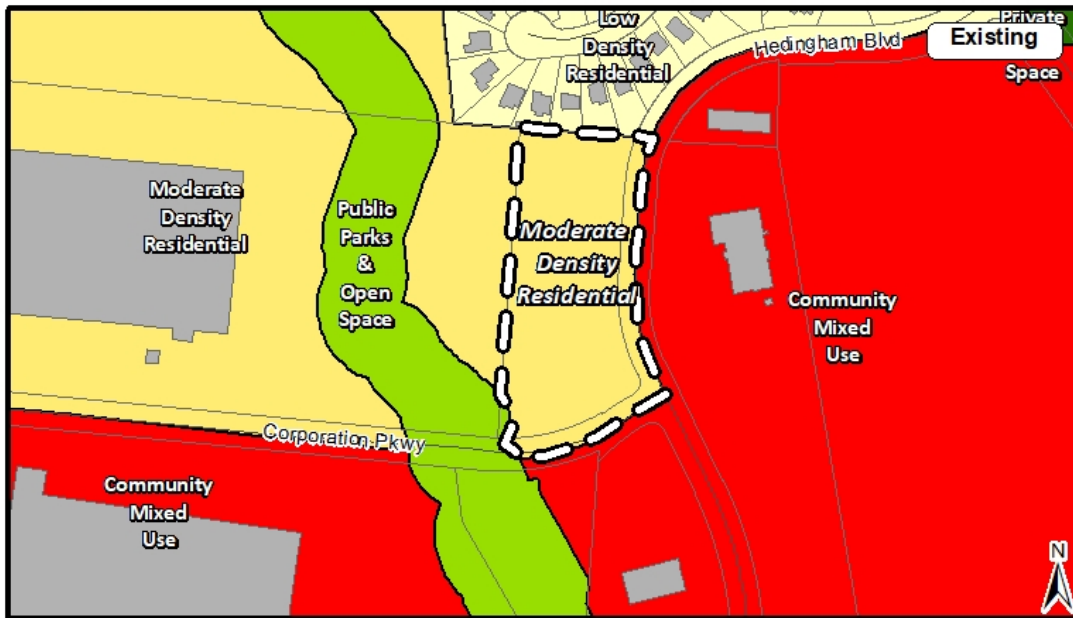 Low
Density
Residential
Hedingham Blvd
Private
Existing
Space
Moderate
Density
Residential
Public
Parks
&
Open
Space
Moderate
Density
Residential
Community
Mixed
Use
Corporation Pkwy
Community
Mixed
Use
N